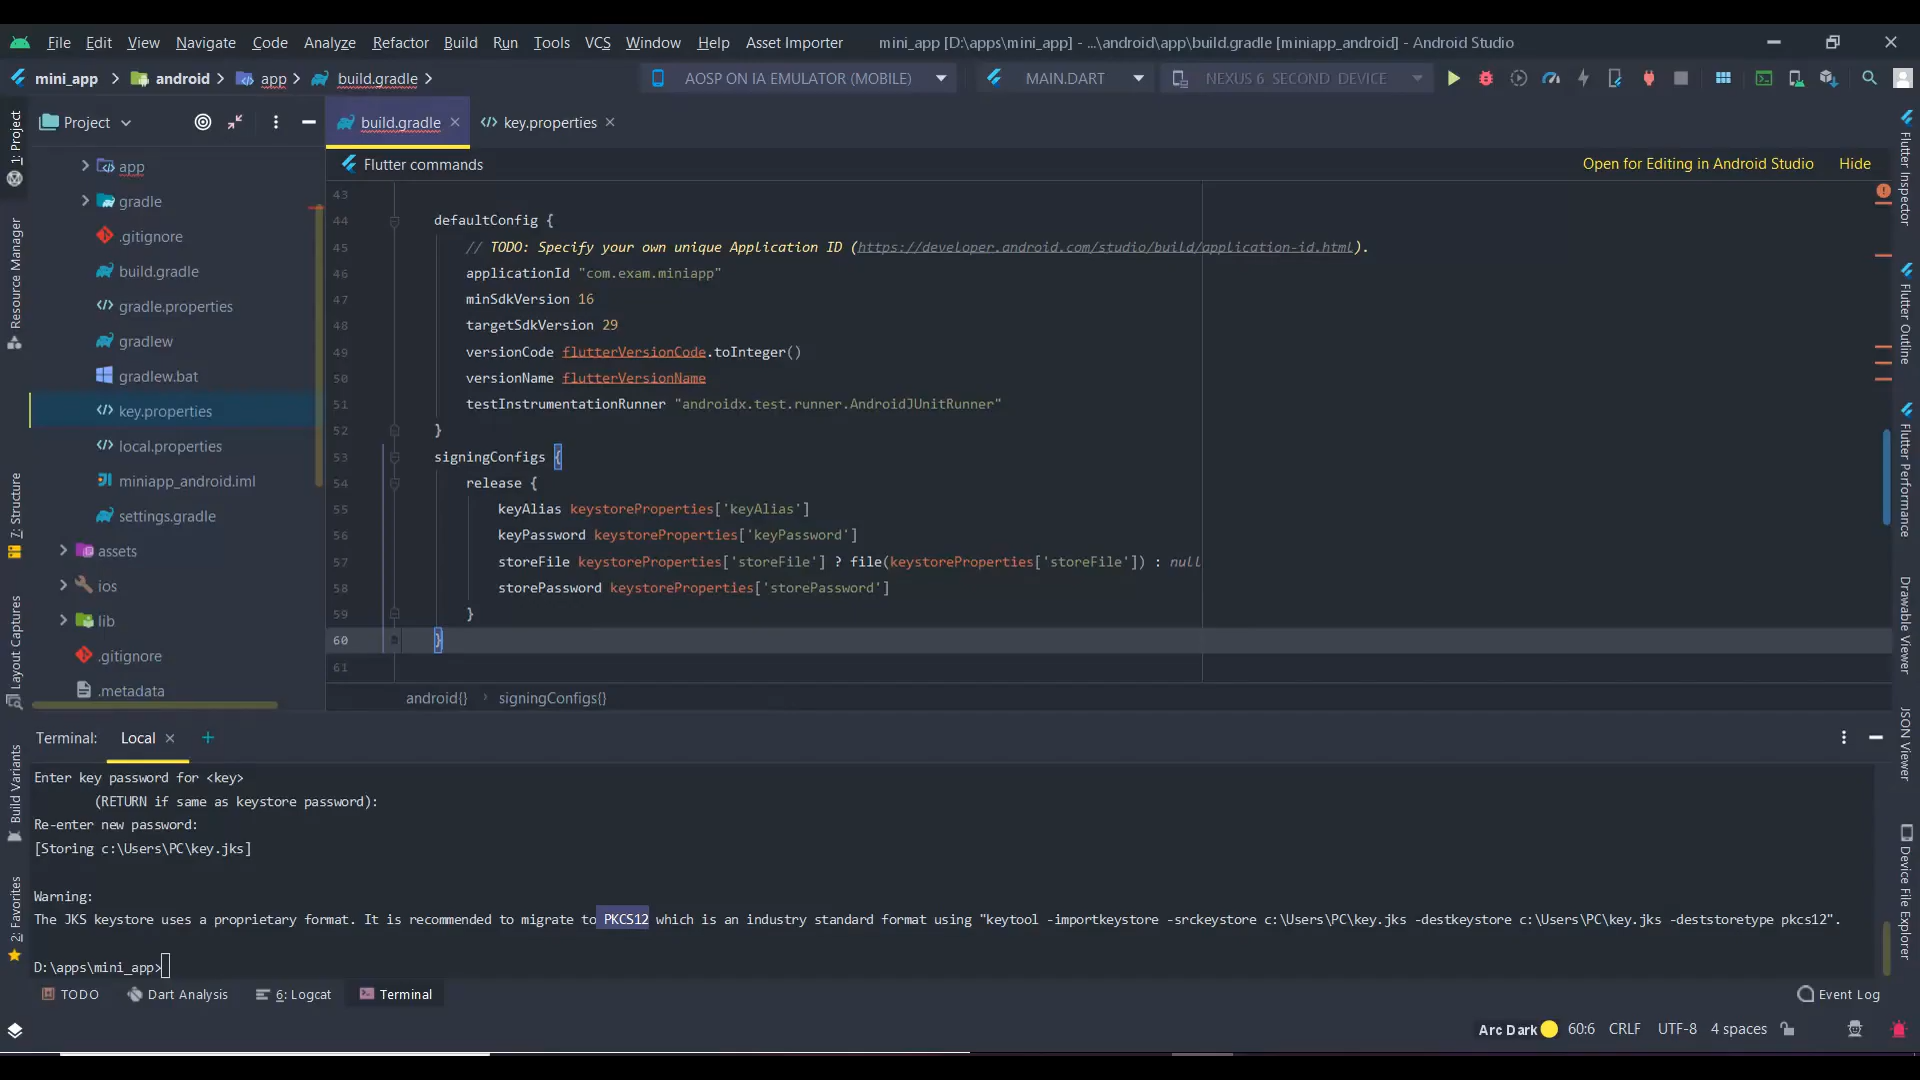 File Edit View Navigate Code Analyze Refactor Build Run Tools VCS Window Help Asset Importer mini_app [D:\apps\mini_app] - ...\android\app\build.gradle [miniapp_android] - Android Studio
mini_app android app build.gradle AOSP ON IA EMULATOR (MOBILE) MAIN.DART NEXUS 6 SECOND DEVICE
1: Project
Resource Manager
7: Structure
Layout Captures
Build Variants
2: Favorites
Project
app
gradle
.gitignore
build.gradle
gradle.properties
gradlew
gradlew.bat
key.properties
local.properties
miniapp_android.iml
settings.gradle
assets
ios
lib
.gitignore
.metadata
build.gradle key.properties
Flutter commands Open for Editing in Android Studio Hide
43
44 defaultConfig {
45 // TODO: Specify your own unique Application ID (https://developer.android.com/studio/build/application-id.html).
46 applicationId "com.exam.miniapp"
47 minSdkVersion 16
48 targetSdkVersion 29
49 versionCode flutterVersionCode.toInteger()
50 versionName flutterVersionName
51 testInstrumentationRunner "androidx.test.runner.AndroidJUnitRunner"
52 }
53 signingConfigs {
54 release {
55 keyAlias keystoreProperties['keyAlias']
56 keyPassword keystoreProperties['keyPassword']
57 storeFile keystoreProperties['storeFile'] ? file(keystoreProperties['storeFile']) : null
58 storePassword keystoreProperties['storePassword']
59 }
60 }
61
android{} signingConfigs{}
Flutter Inspector
Flutter Outline
Flutter Performance
Drawable Viewer
JSON Viewer
Device File Explorer
Terminal: Local
Enter key password for <key>
(RETURN if same as keystore password):
Re-enter new password:
[Storing c:\Users\PC\key.jks]
Warning:
The JKS keystore uses a proprietary format. It is recommended to migrate to PKCS12 which is an industry standard format using "keytool -importkeystore -srckeystore c:\Users\PC\key.jks -destkeystore c:\Users\PC\key.jks -deststoretype pkcs12".
D:\apps\mini_app>
TODO Dart Analysis 6: Logcat Terminal Event Log
Arc Dark 60:6 CRLF UTF-8 4 spaces